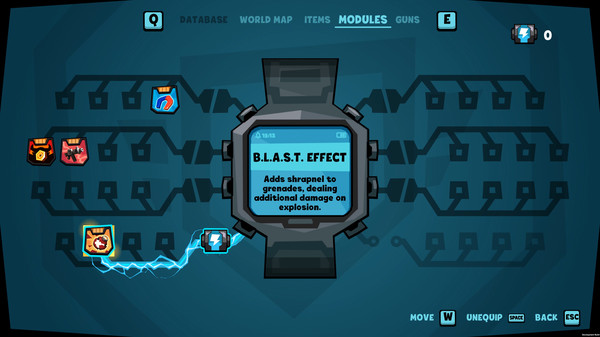 Q DATABASE WORLD MAP ITEMS MODULES GUNS E
0
B.L.A.S.T. EFFECT
Adds shrapnel to
grenades, dealing
additional damage on
explosion.
MOVE W UNEQUIP SPACE BACK ESC